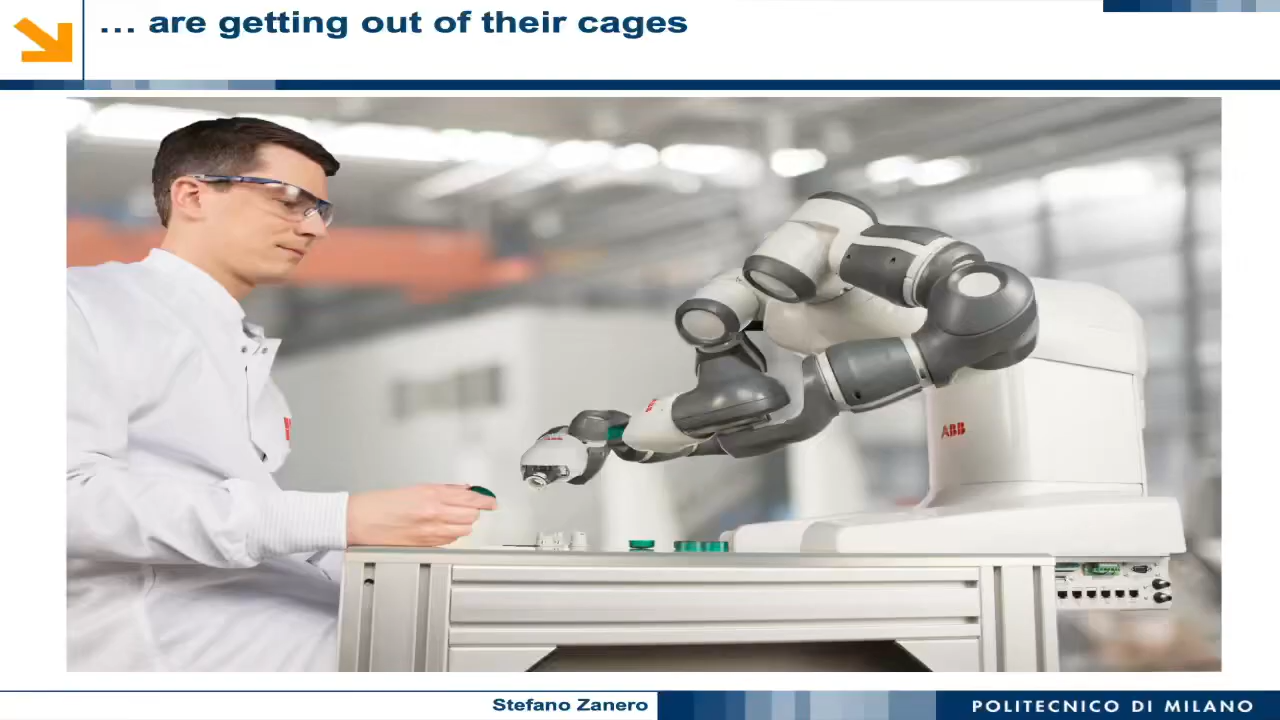 ... are getting out of their cages
ABB
Stefano Zanero
POLITECNICO DI MILANO